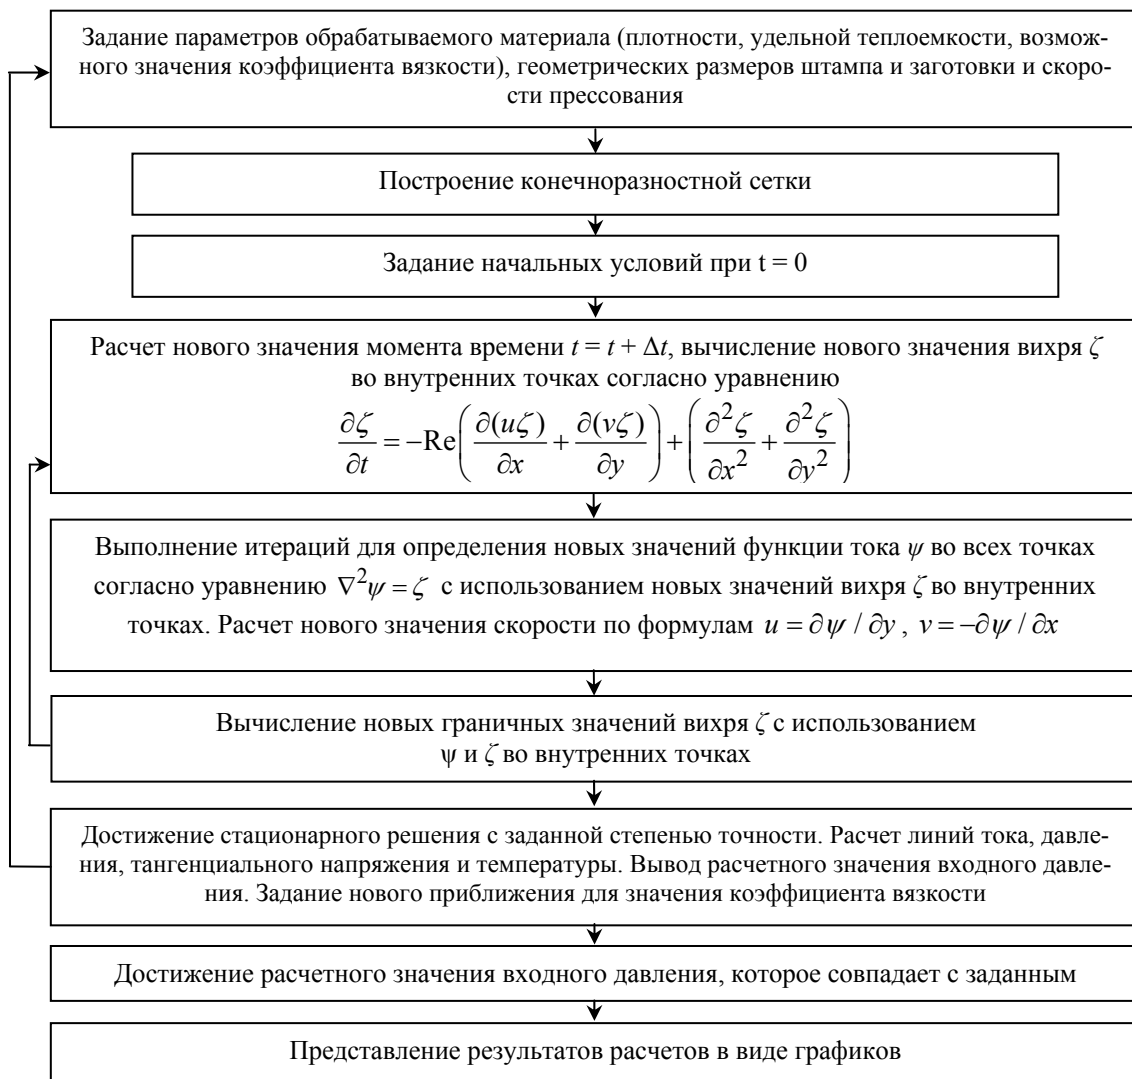 Задание параметров обрабатываемого материала (плотности, удельной теплоемкости, возмож-
ного значения коэффициента вязкости), геометрических размеров штампа и заготовки и скоро-
сти прессования
Построение конечноразностной сетки
Задание начальных условий при t = 0
Расчет нового значения момента времени t = t + Δt, вычисление нового значения вихря ζ
во внутренних точках согласно уравнению
∂ζ/∂t = −Re(∂(uζ)/∂x + ∂(vζ)/∂y) + (∂²ζ/∂x² + ∂²ζ/∂y²)
Выполнение итераций для определения новых значений функции тока ψ во всех точках
согласно уравнению ∇²ψ = ζ с использованием новых значений вихря ζ во внутренних
точках. Расчет нового значения скорости по формулам u = ∂ψ / ∂y , v = −∂ψ / ∂x
Вычисление новых граничных значений вихря ζ с использованием
ψ и ζ во внутренних точках
Достижение стационарного решения с заданной степенью точности. Расчет линий тока, давле-
ния, тангенциального напряжения и температуры. Вывод расчетного значения входного давле-
ния. Задание нового приближения для значения коэффициента вязкости
Достижение расчетного значения входного давления, которое совпадает с заданным
Представление результатов расчетов в виде графиков